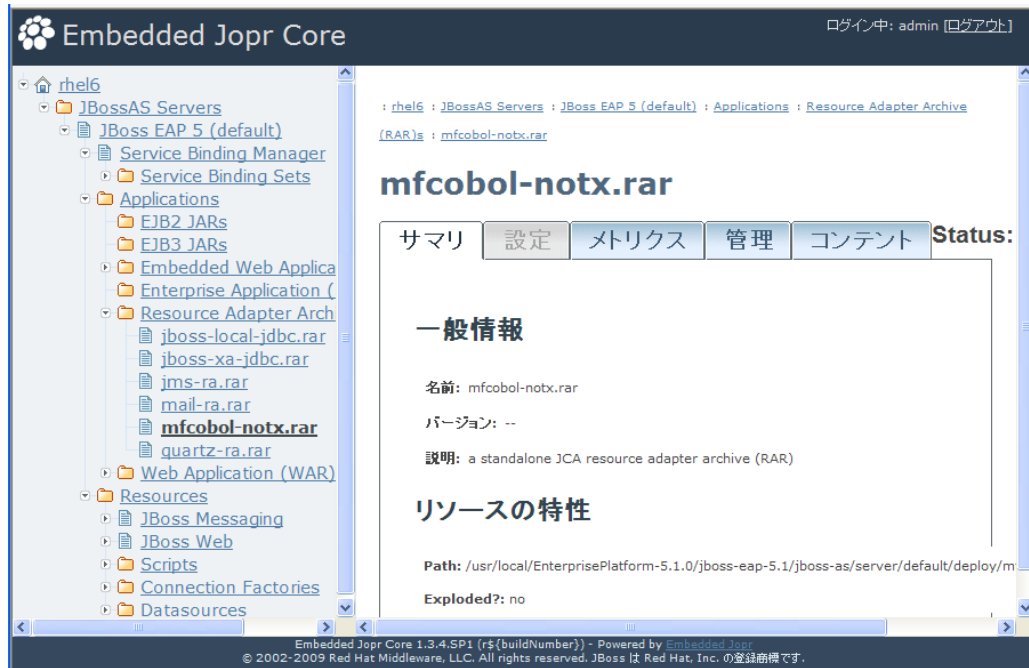 Embedded Jopr Core
ログイン中: admin [ログアウト]
rhel6
JBossAS Servers
JBoss EAP 5 (default)
Service Binding Manager
Service Binding Sets
Applications
EJB2 JARs
EJB3 JARs
Embedded Web Applica
Enterprise Application (
Resource Adapter Arch
jboss-local-jdbc.rar
jboss-xa-jdbc.rar
jms-ra.rar
mail-ra.rar
mfcobol-notx.rar
quartz-ra.rar
Web Application (WAR)
Resources
JBoss Messaging
JBoss Web
Scripts
Connection Factories
Datasources
: rhel6 : JBossAS Servers : JBoss EAP 5 (default) : Applications : Resource Adapter Archive
(RAR)s : mfcobol-notx.rar
mfcobol-notx.rar
サマリ 設定 メトリクス 管理 コンテント Status:
一般情報
名前: mfcobol-notx.rar
バージョン: --
説明: a standalone JCA resource adapter archive (RAR)
リソースの特性
Path: /usr/local/EnterprisePlatform-5.1.0/jboss-eap-5.1/jboss-as/server/default/deploy/m
Exploded?: no
Embedded Jopr Core 1.3.4.SP1 (r${buildNumber}) - Powered by Embedded Jopr
© 2002-2009 Red Hat Middleware, LLC. All rights reserved. JBoss は Red Hat, Inc. の登録商標です.